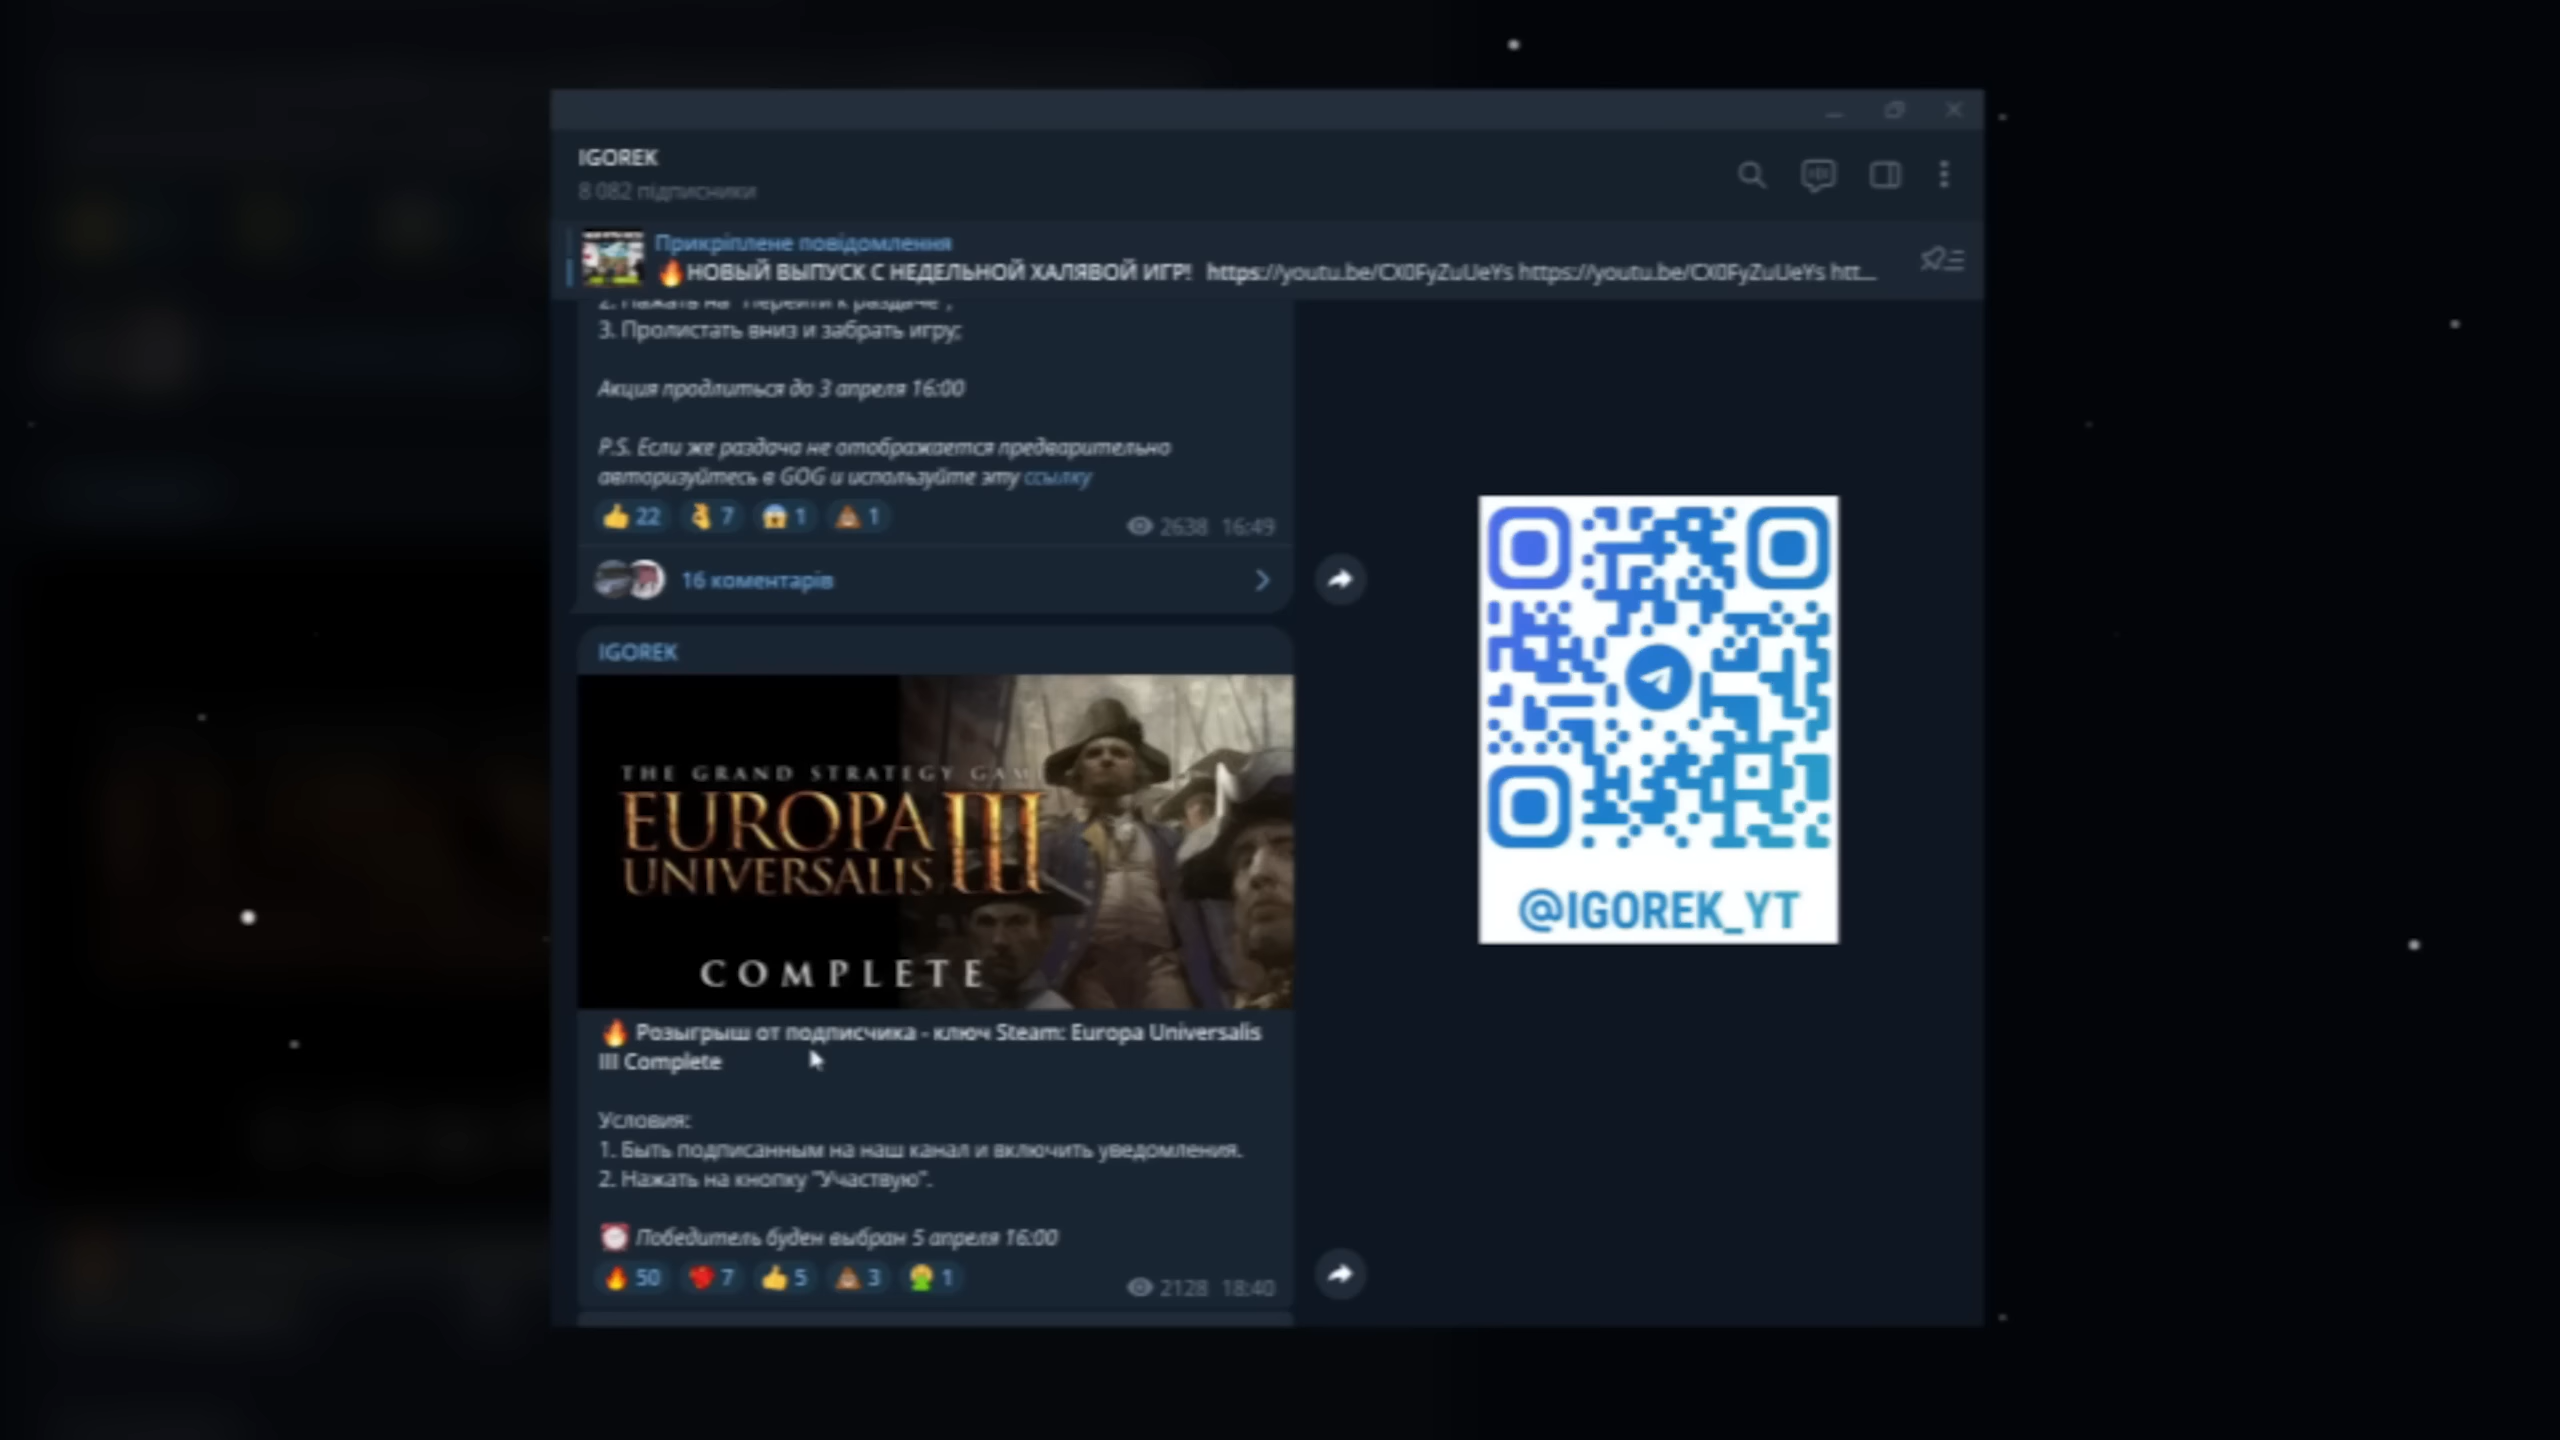 IGOREK
8 082 підписники
Прикріплене повідомлення
🔥НОВЫЙ ВЫПУСК С НЕДЕЛЬНОЙ ХАЛЯВОЙ ИГР! https://youtu.be/CX0FyZuUeYs https://youtu.be/CX0FyZuUeYs htt...
2. Нажать на "Перейти к раздаче";
3. Пролистать вниз и забрать игру;
Акция продлиться до 3 апреля 16:00
P.S. Если же раздача не отображается предварительно
авторизуйтесь в GOG и используйте эту ссылку
👍 22 🤏 7 😱 1 💩 1
2638 16:49
16 коментарів
IGOREK
THE GRAND STRATEGY GAME
EUROPA III
UNIVERSALIS
COMPLETE
🔥 Розыгрыш от подписчика - ключ Steam: Europa Universalis
III Complete
Условия:
1. Быть подписанным на наш канал и включить уведомления.
2. Нажать на кнопку "Участвую".
⏰ Победитель буден выбран 5 апреля 16:00
🔥 50 ❤ 7 👍 5 💩 3 🤮 1
2128 18:40
@IGOREK_YT